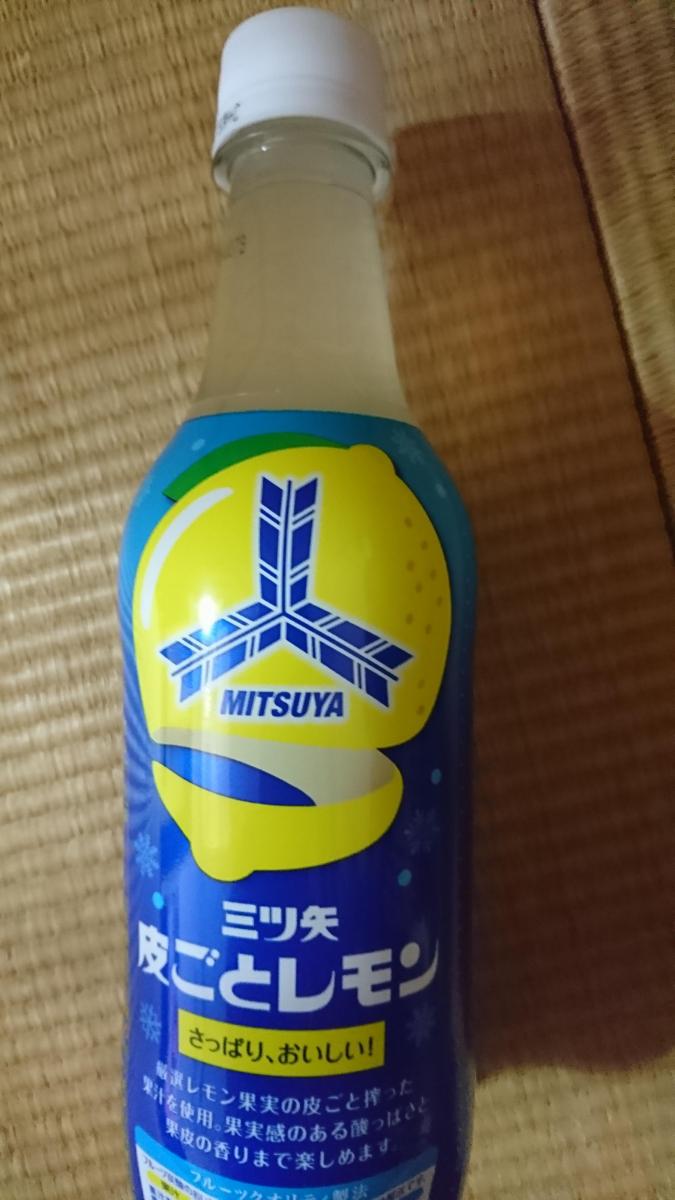 MITSUYA
三ツ矢
皮ごとレモン
さっぱり、おいしい!
厳選レモン果実の皮ごと搾った
果汁を使用。果実感のある酸っぱさと
果皮の香りまで楽しめます。
フルーツクオリティ製法